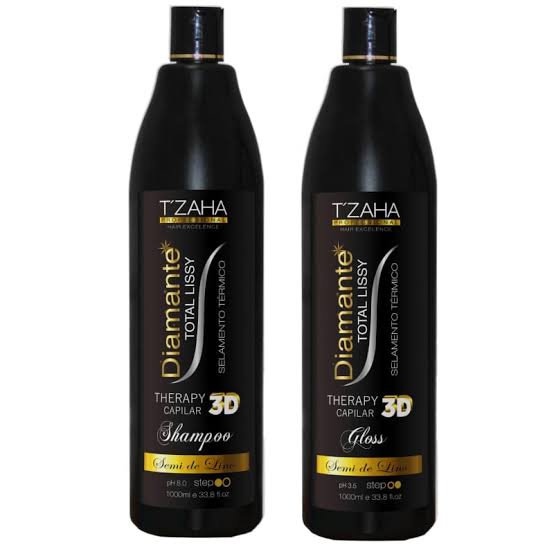 T'ZAHA
PROFESSIONAL
HAIR EXCELENCE
Diamante
TOTAL LISSY
SELAMENTO TÉRMICO
THERAPY
CAPILAR
3D
Shampoo
Semi de Lino
pH 8.0 step
1000ml e 33,8 fl.oz
T'ZAHA
PROFESSIONAL
HAIR EXCELENCE
Diamante
TOTAL LISSY
SELAMENTO TÉRMICO
THERAPY
CAPILAR
3D
Gloss
Semi de Lino
pH 3.5 step
1000ml e 33,8 fl.oz